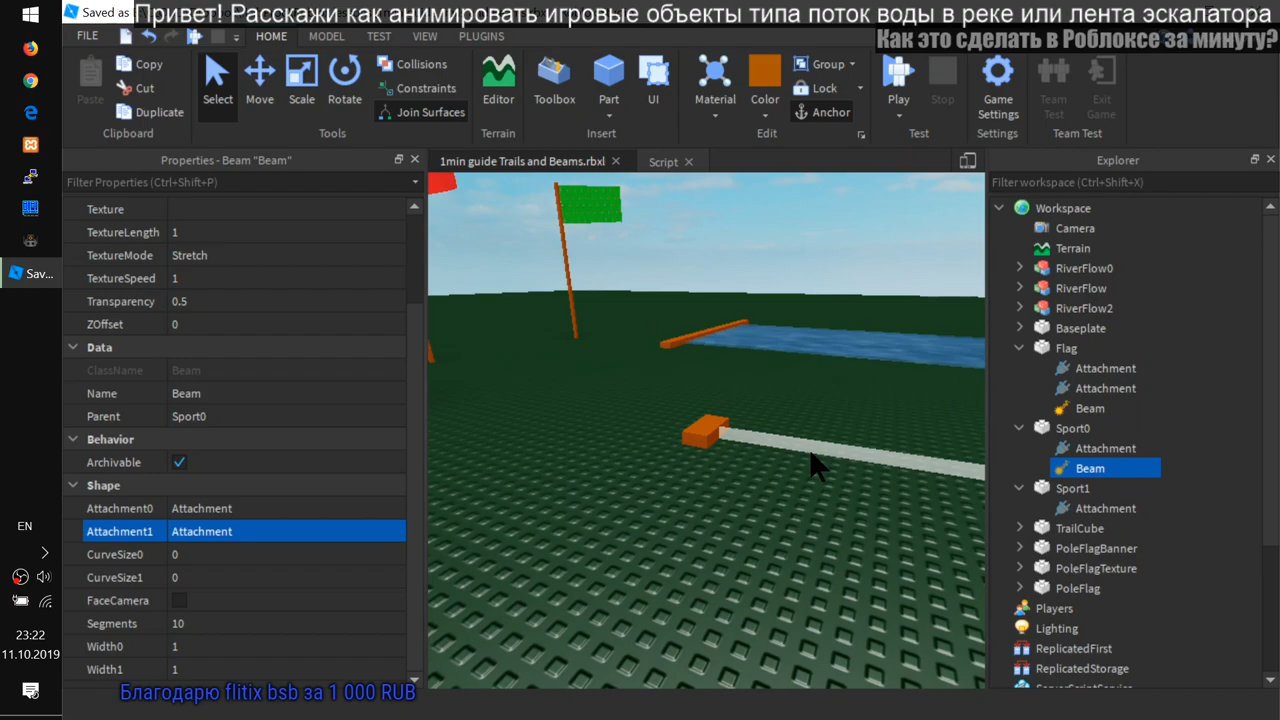 Saved as
Привет! Расскажи как анимировать игровые объекты типа поток воды в реке или лента эскалатора
Как это сделать в Роблоксе за минуту?
FILE HOME MODEL TEST VIEW PLUGINS
Paste
Copy
Cut
Duplicate
Clipboard
Select
Move
Scale
Rotate
Collisions
Constraints
Join Surfaces
Tools
Editor
Terrain
Toolbox
Part
UI
Insert
Material
Color
Group
Lock
Anchor
Edit
Play
Stop
Test
Game
Settings
Settings
Team
Test
Exit
Game
Team Test
Properties - Beam "Beam"
Filter Properties (Ctrl+Shift+P)
Texture
TextureLength 1
TextureMode Stretch
TextureSpeed 1
Transparency 0.5
ZOffset 0
Data
ClassName Beam
Name Beam
Parent Sport0
Behavior
Archivable
Shape
Attachment0 Attachment
Attachment1 Attachment
CurveSize0 0
CurveSize1 0
FaceCamera
Segments 10
Width0 1
Width1 1
1min guide Trails and Beams.rbxl
Script
Explorer
Filter workspace (Ctrl+Shift+X)
Workspace
Camera
Terrain
RiverFlow0
RiverFlow
RiverFlow2
Baseplate
Flag
Attachment
Attachment
Beam
Sport0
Attachment
Beam
Sport1
Attachment
TrailCube
PoleFlagBanner
PoleFlagTexture
PoleFlag
Players
Lighting
ReplicatedFirst
ReplicatedStorage
Sav...
EN
23:22
11.10.2019
Благодарю flitix bsb за 1 000 RUB